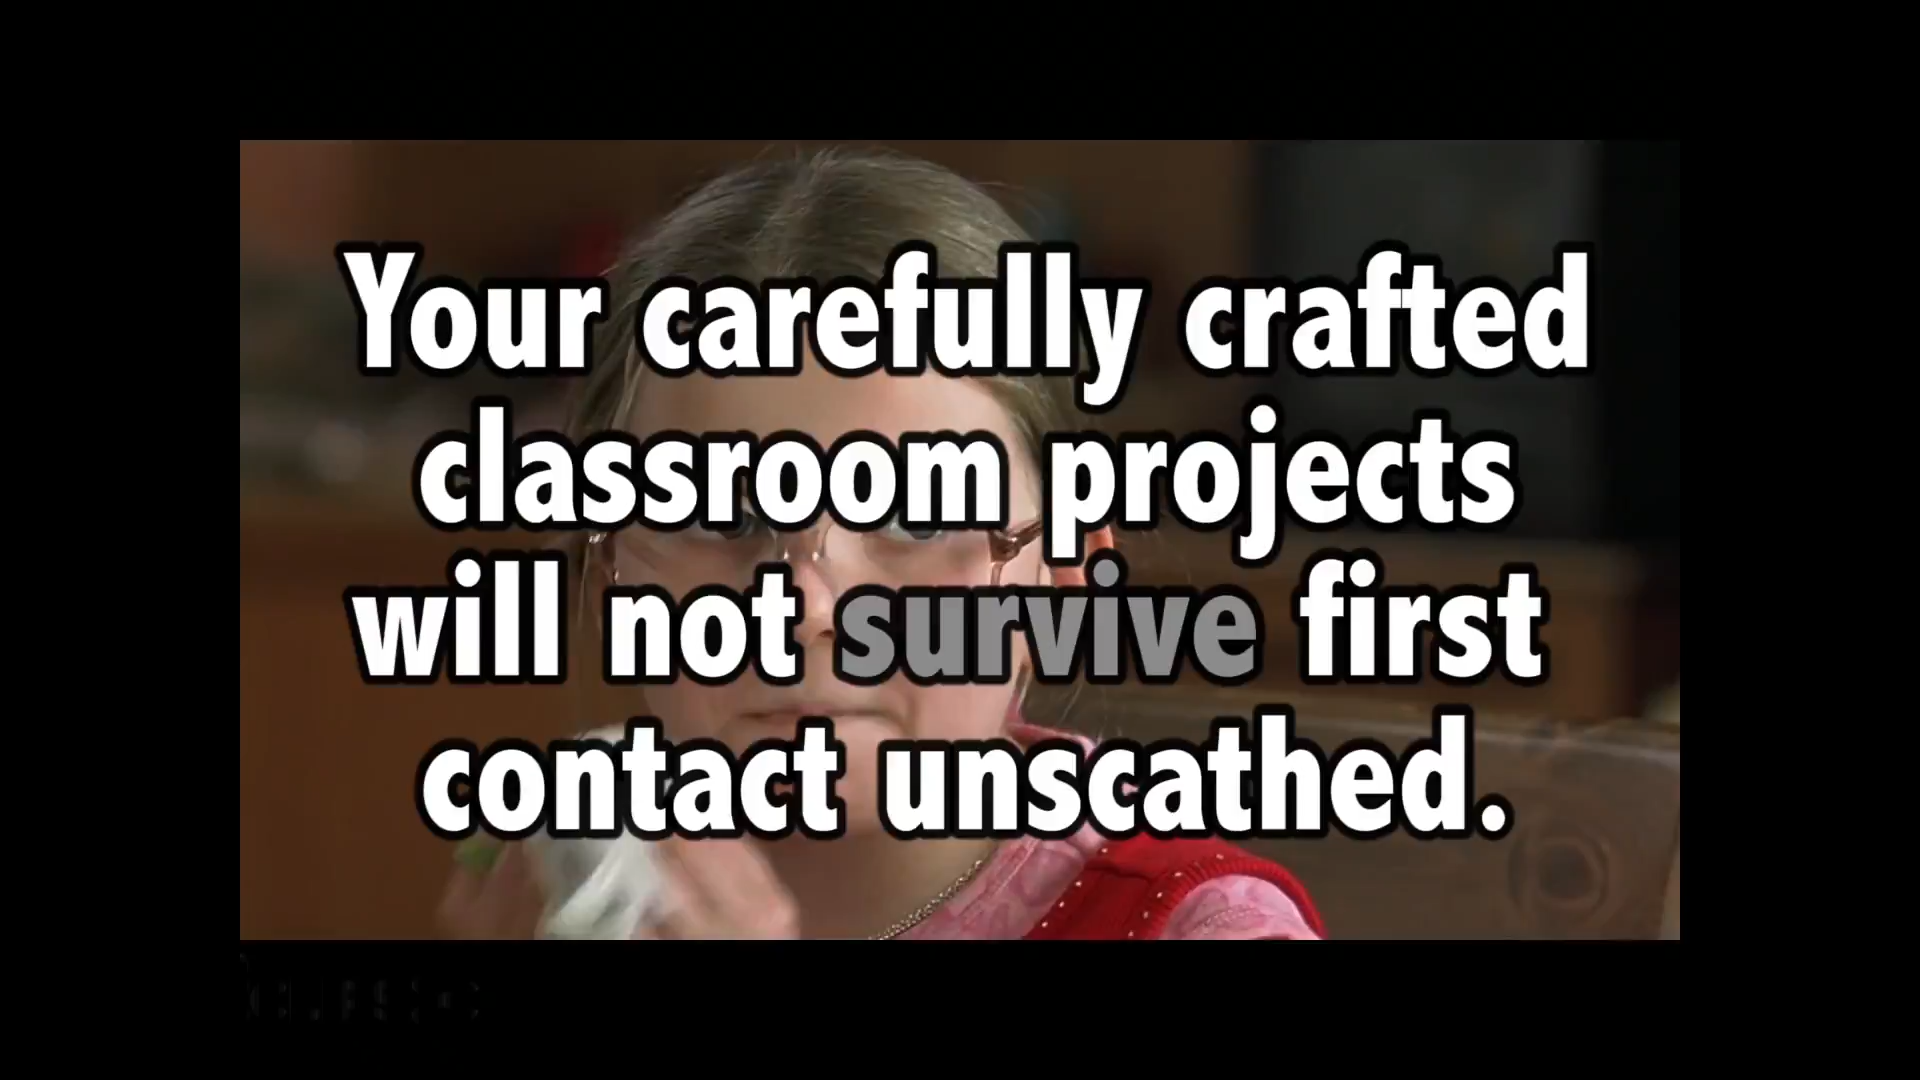 Your carefully crafted
classroom projects
will not survive first
contact unscathed.